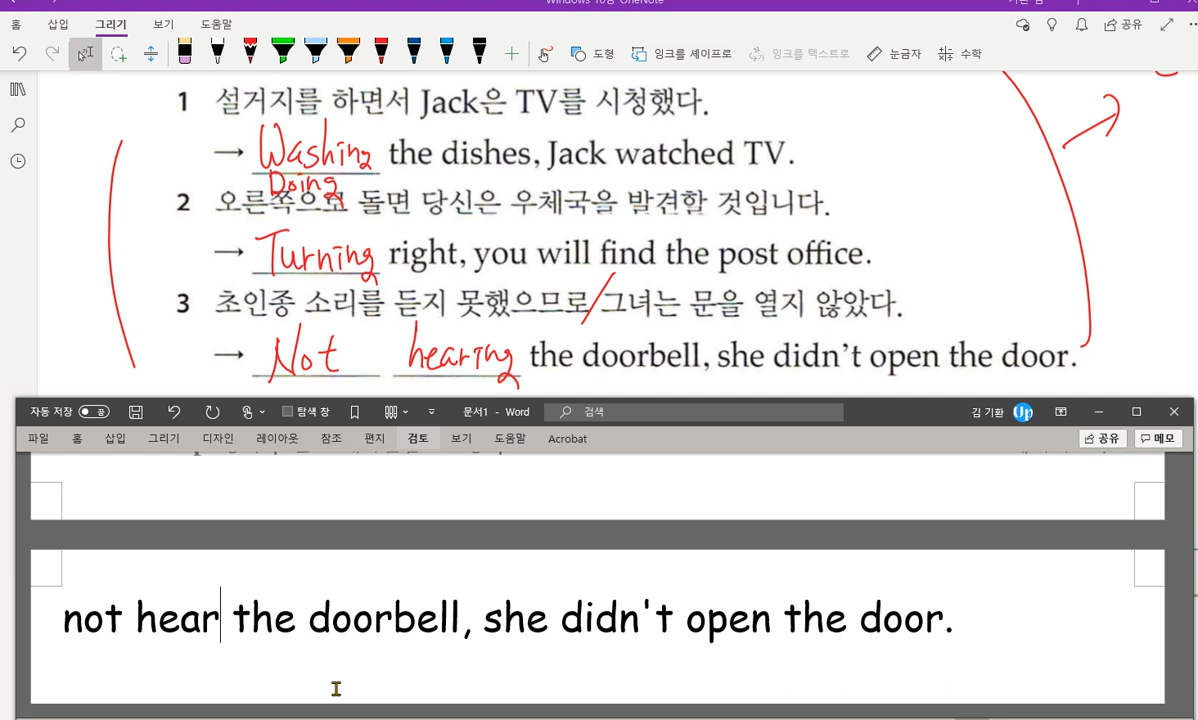 Windows 10용 OneNote
홈 삽입 그리기 보기 도움말
공유
도형 잉크를 셰이프로 잉크를 텍스트로 눈금자 수학
1 설거지를 하면서 Jack은 TV를 시청했다.
→ Washing the dishes, Jack watched TV.
Doing
2 오른쪽으로 돌면 당신은 우체국을 발견할 것입니다.
→ Turning right, you will find the post office.
3 초인종 소리를 듣지 못했으므로/그녀는 문을 열지 않았다.
→ Not hearing the doorbell, she didn't open the door.
자동 저장 끔 탐색 창 문서1 - Word 검색 김 기환 Up
파일 홈 삽입 그리기 디자인 레이아웃 참조 편지 검토 보기 도움말 Acrobat 공유 메모
not hear the doorbell, she didn't open the door.